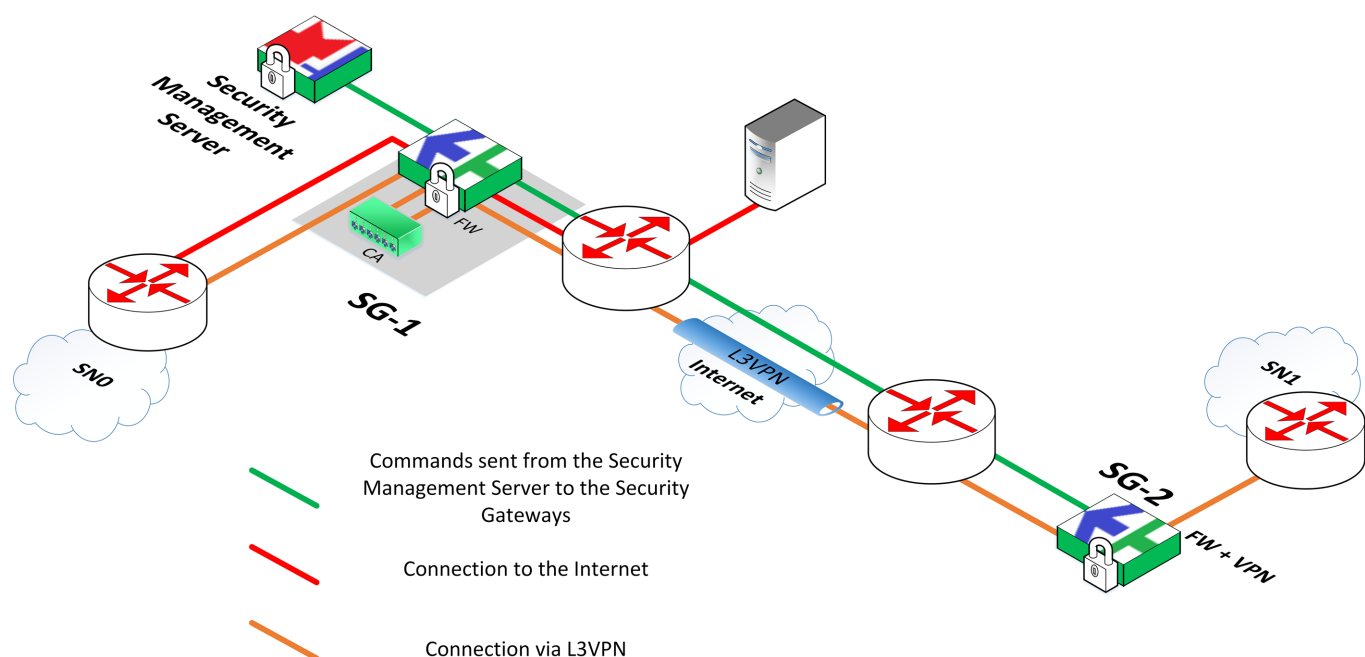 Security
Management
Server
FW
CA
SG-1
SN0
L3VPN
Internet
SN1
SG-2
FW + VPN
Commands sent from the Security
Management Server to the Security
Gateways
Connection to the Internet
Connection via L3VPN